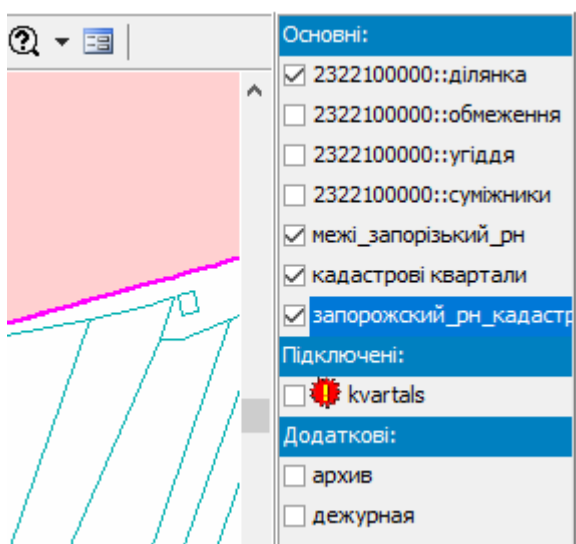 Основні:
2322100000::ділянка
2322100000::обмеження
2322100000::угіддя
2322100000::суміжники
межі_запорізький_рн
кадастрові квартали
запорожский_рн_кадастр
Підключені:
kvartals
Додаткові:
архив
дежурная